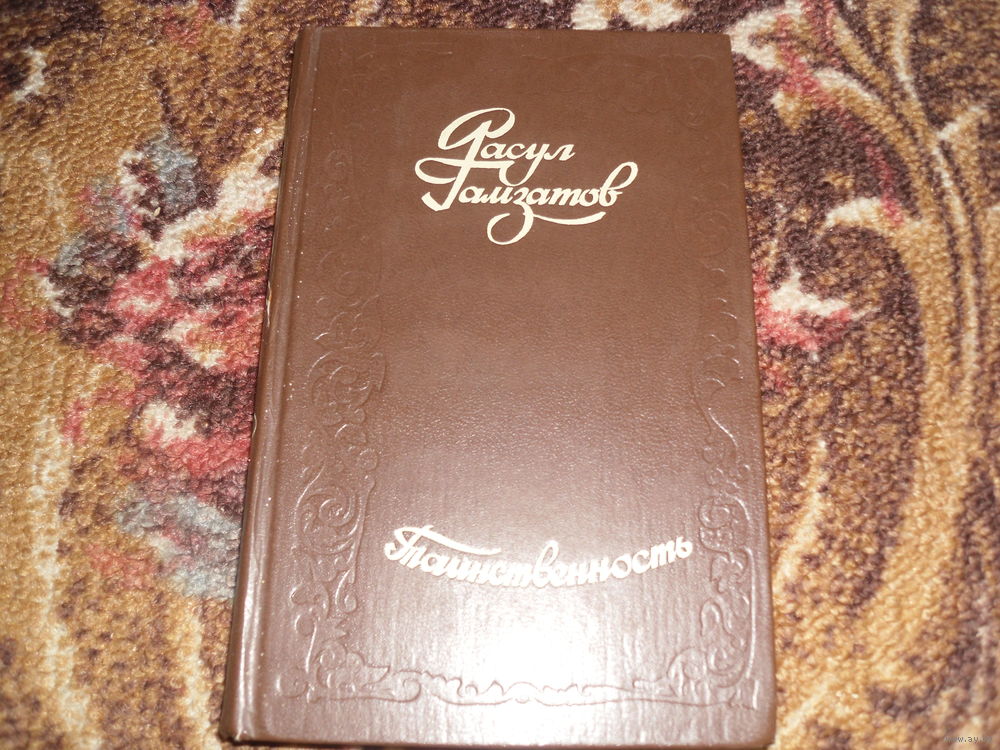 Расул
Гамзатов
Таинственность